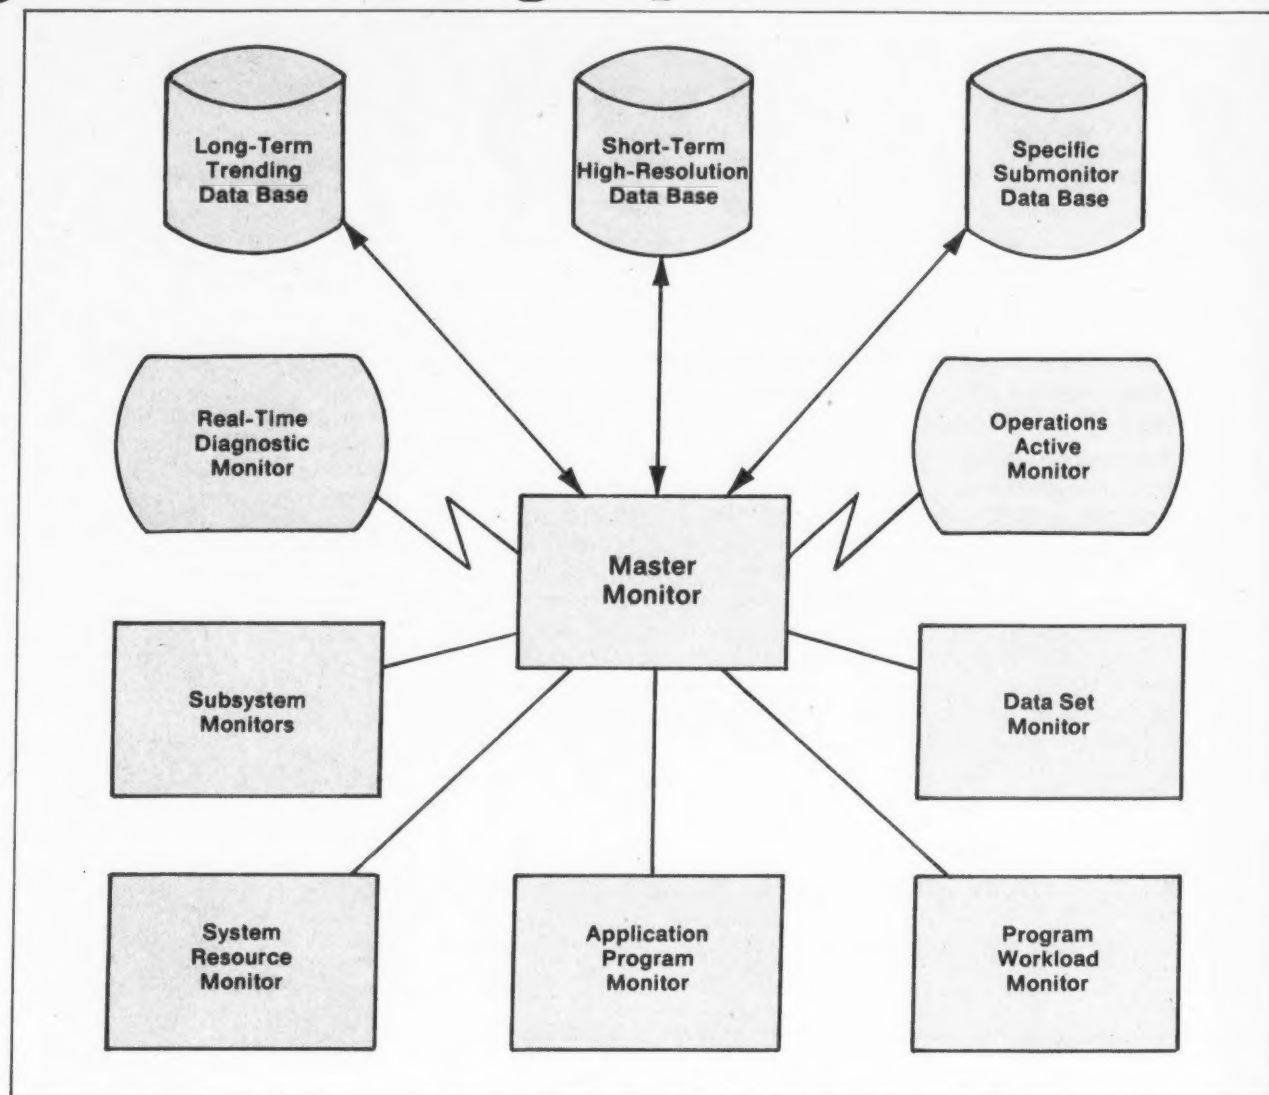 Long-Term
Trending
Data Base
Short-Term
High-Resolution
Data Base
Specific
Submonitor
Data Base
Real-Time
Diagnostic
Monitor
Operations
Active
Monitor
Master
Monitor
Subsystem
Monitors
Data Set
Monitor
System
Resource
Monitor
Application
Program
Monitor
Program
Workload
Monitor